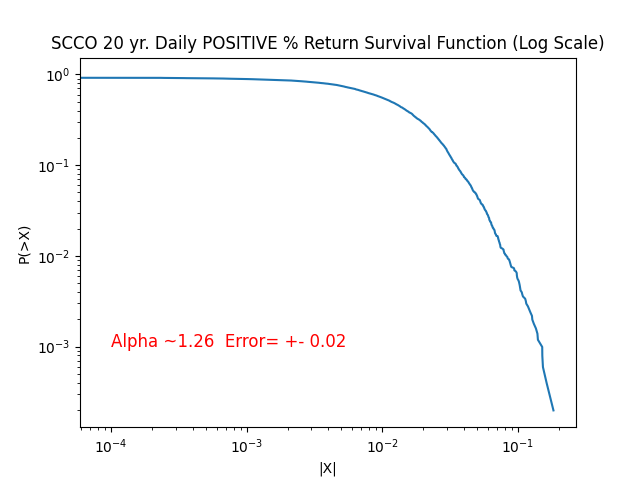 SCCO 20 yr. Daily POSITIVE % Return Survival Function (Log Scale)
10⁰
10⁻¹
10⁻²
10⁻³
P(>X)
Alpha ~1.26  Error= +- 0.02
10⁻⁴ 10⁻³ 10⁻² 10⁻¹
|X|